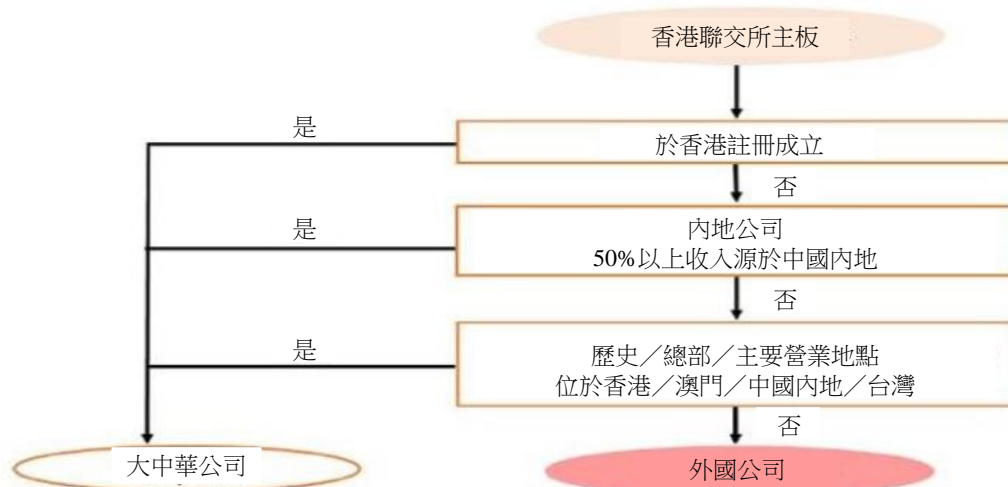 香港聯交所主板
是
於香港註冊成立
否
是
內地公司
50%以上收入源於中國內地
否
是
歷史／總部／主要營業地點
位於香港／澳門／中國內地／台灣
否
大中華公司
外國公司